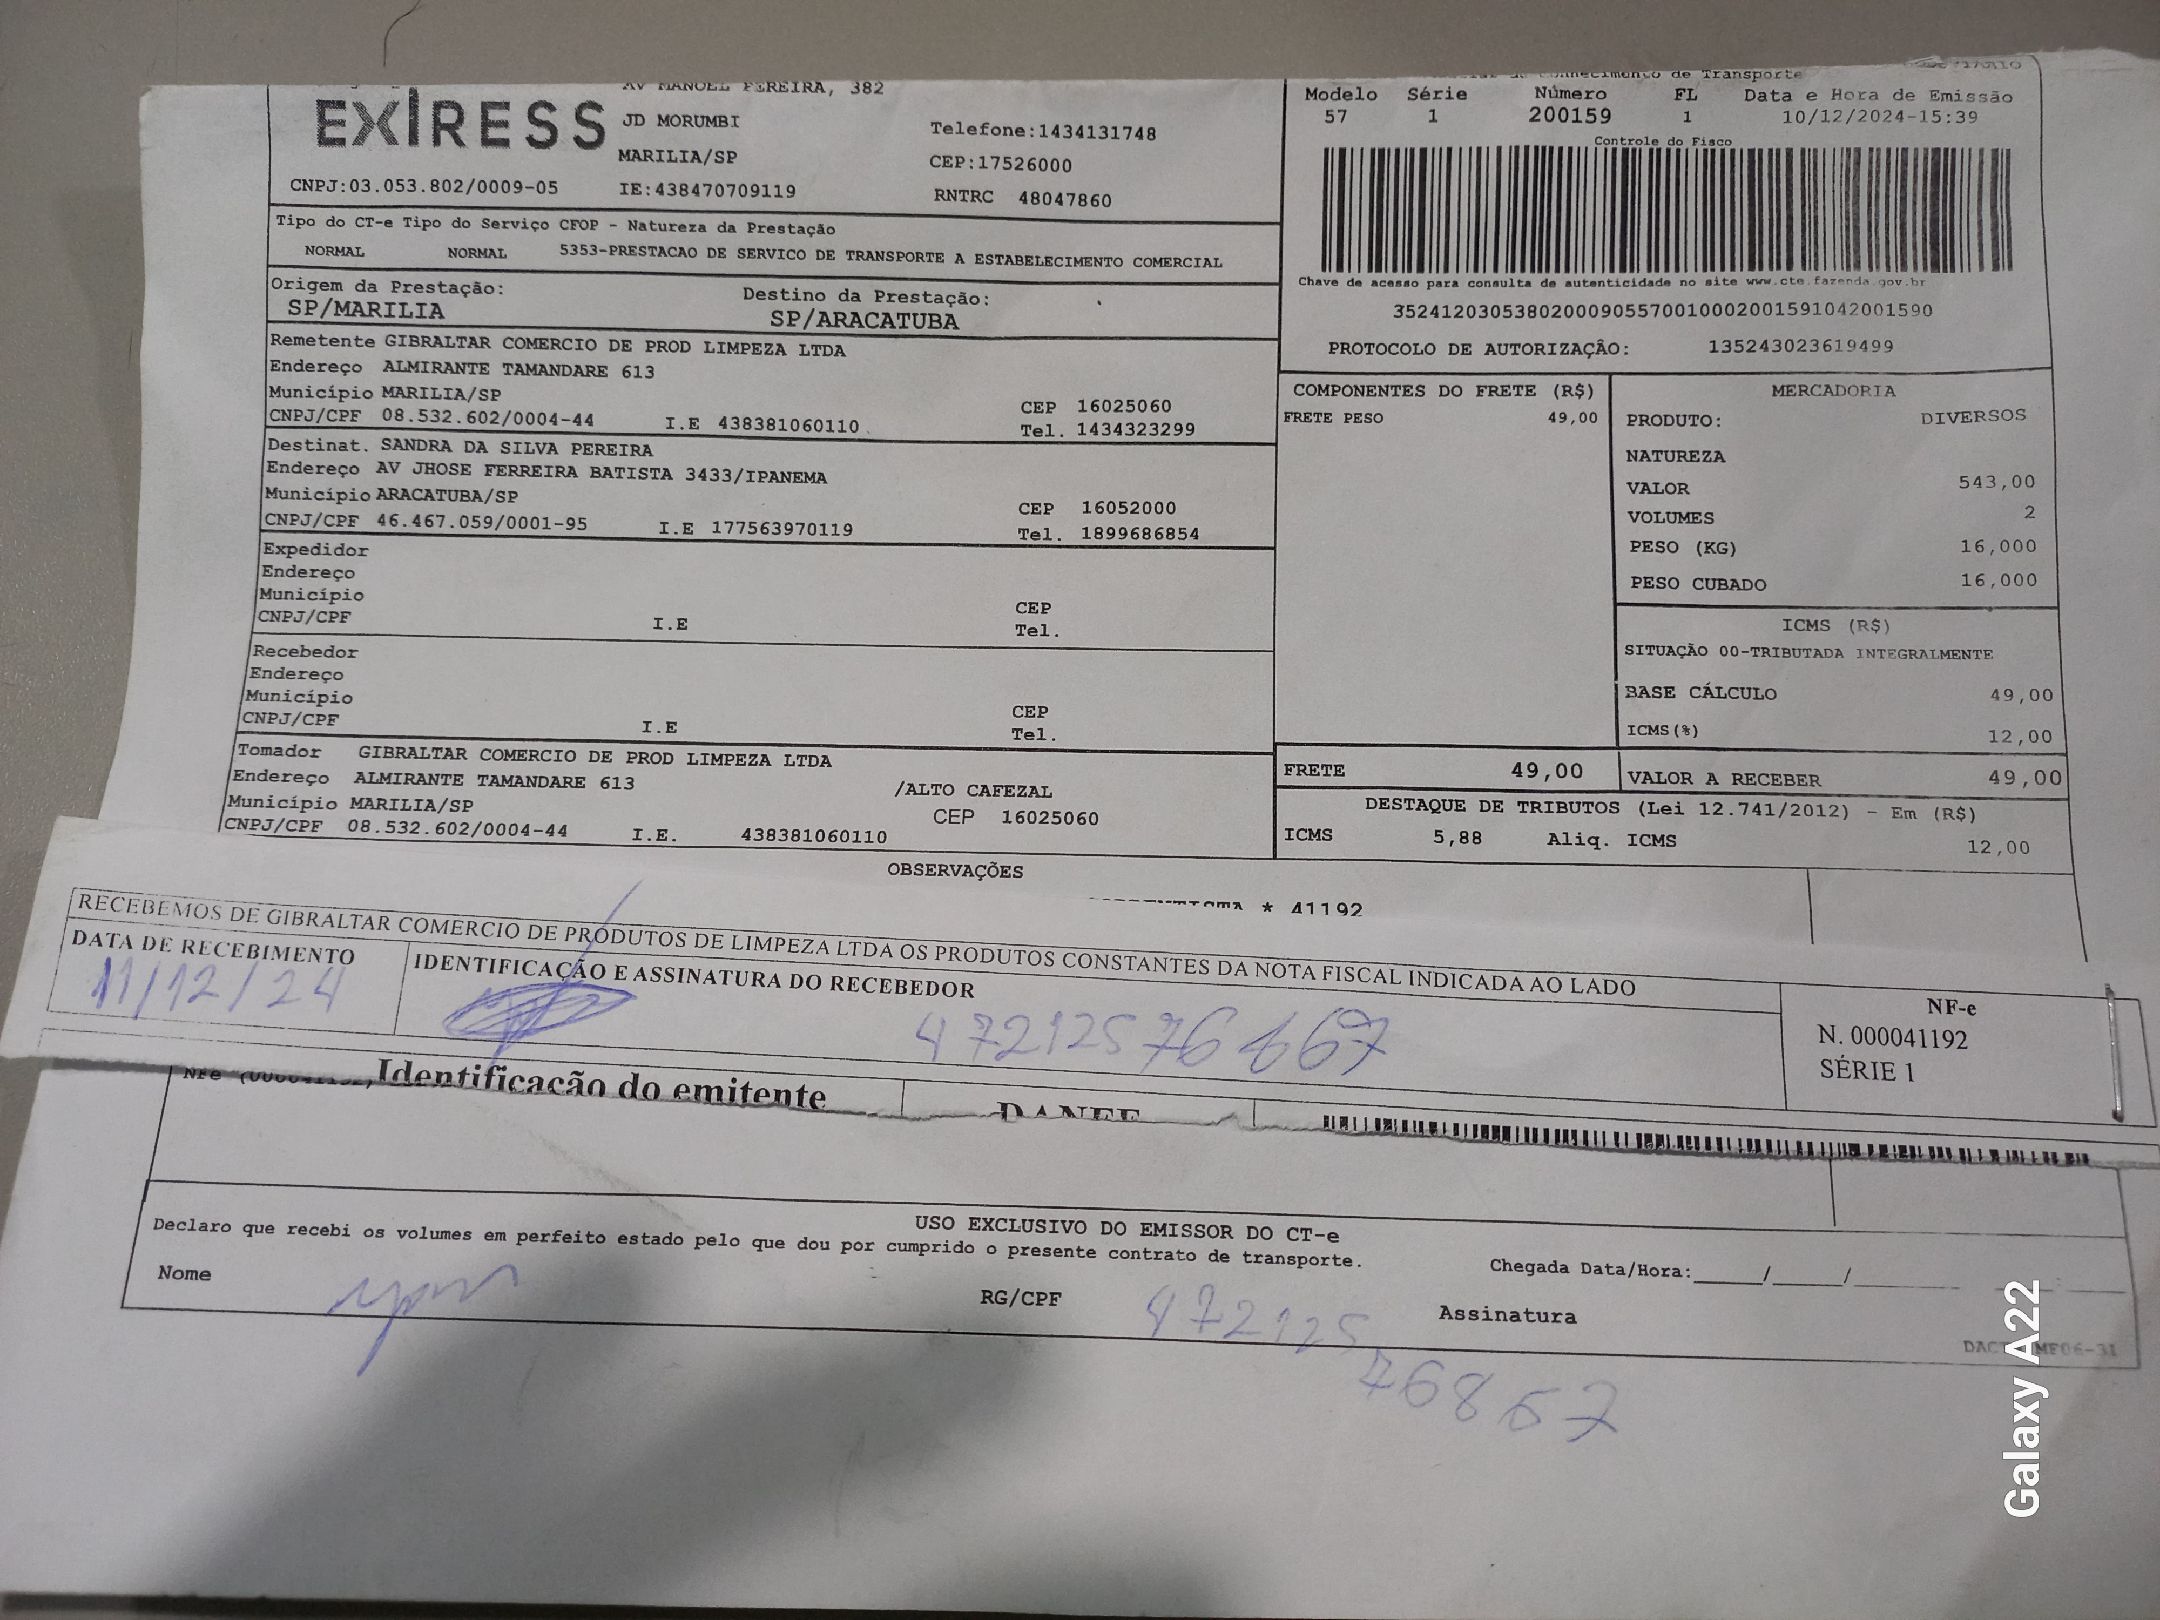 AV MANOEL PEREIRA, 382
EXPRESS
JD MORUMBI
Telefone:1434131748
MARILIA/SP
CEP:17526000
CNPJ:03.053.802/0009-05 IE:438470709119
RNTRC 48047860
Conhecimento de Transporte
Modelo Série Número FL Data e Hora de Emissão
57 1 200159 1 10/12/2024-15:39
Controle do Fisco
Chave de acesso para consulta de autenticidade no site www.cte.fazenda.gov.br
35241203053802000905570010002001591042001590
PROTOCOLO DE AUTORIZAÇÃO: 135243023619499
Tipo do CT-e Tipo do Serviço CFOP - Natureza da Prestação
NORMAL NORMAL 5353-PRESTACAO DE SERVICO DE TRANSPORTE A ESTABELECIMENTO COMERCIAL
Origem da Prestação: Destino da Prestação:
SP/MARILIA SP/ARACATUBA
Remetente GIBRALTAR COMERCIO DE PROD LIMPEZA LTDA
Endereço ALMIRANTE TAMANDARE 613
Município MARILIA/SP CEP 16025060
CNPJ/CPF 08.532.602/0004-44 I.E 438381060110 Tel. 1434323299
Destinat. SANDRA DA SILVA PEREIRA
Endereço AV JHOSE FERREIRA BATISTA 3433/IPANEMA
Município ARACATUBA/SP CEP 16052000
CNPJ/CPF 46.467.059/0001-95 I.E 177563970119 Tel. 1899686854
Expedidor
Endereço
Município CEP
CNPJ/CPF I.E Tel.
Recebedor
Endereço
Município CEP
CNPJ/CPF I.E Tel.
Tomador GIBRALTAR COMERCIO DE PROD LIMPEZA LTDA
Endereço ALMIRANTE TAMANDARE 613 /ALTO CAFEZAL
Município MARILIA/SP CEP 16025060
CNPJ/CPF 08.532.602/0004-44 I.E. 438381060110
COMPONENTES DO FRETE (R$)
FRETE PESO 49,00
MERCADORIA
PRODUTO: DIVERSOS
NATUREZA
VALOR 543,00
VOLUMES 2
PESO (KG) 16,000
PESO CUBADO 16,000
ICMS (R$)
SITUAÇÃO 00-TRIBUTADA INTEGRALMENTE
BASE CÁLCULO 49,00
ICMS(%) 12,00
FRETE 49,00 VALOR A RECEBER 49,00
DESTAQUE DE TRIBUTOS (Lei 12.741/2012) - Em (R$)
ICMS 5,88 Aliq. ICMS 12,00
OBSERVAÇÕES
* 41192
RECEBEMOS DE GIBRALTAR COMERCIO DE PRODUTOS DE LIMPEZA LTDA OS PRODUTOS CONSTANTES DA NOTA FISCAL INDICADA AO LADO
DATA DE RECEBIMENTO
11/12/24
IDENTIFICAÇÃO E ASSINATURA DO RECEBEDOR
NF-e
N. 000041192
SÉRIE 1
Identificação do emitente
DANFE
USO EXCLUSIVO DO EMISSOR DO CT-e
Declaro que recebi os volumes em perfeito estado pelo que dou por cumprido o presente contrato de transporte.
Nome RG/CPF 472125
76867
Chegada Data/Hora:_____/_____/
Assinatura
Galaxy A22